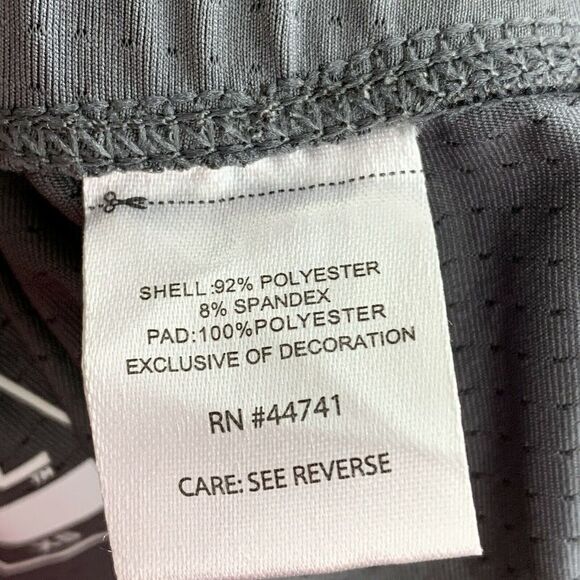 SHELL:92% POLYESTER
8% SPANDEX
PAD:100%POLYESTER
EXCLUSIVE OF DECORATION
RN #44741
CARE: SEE REVERSE